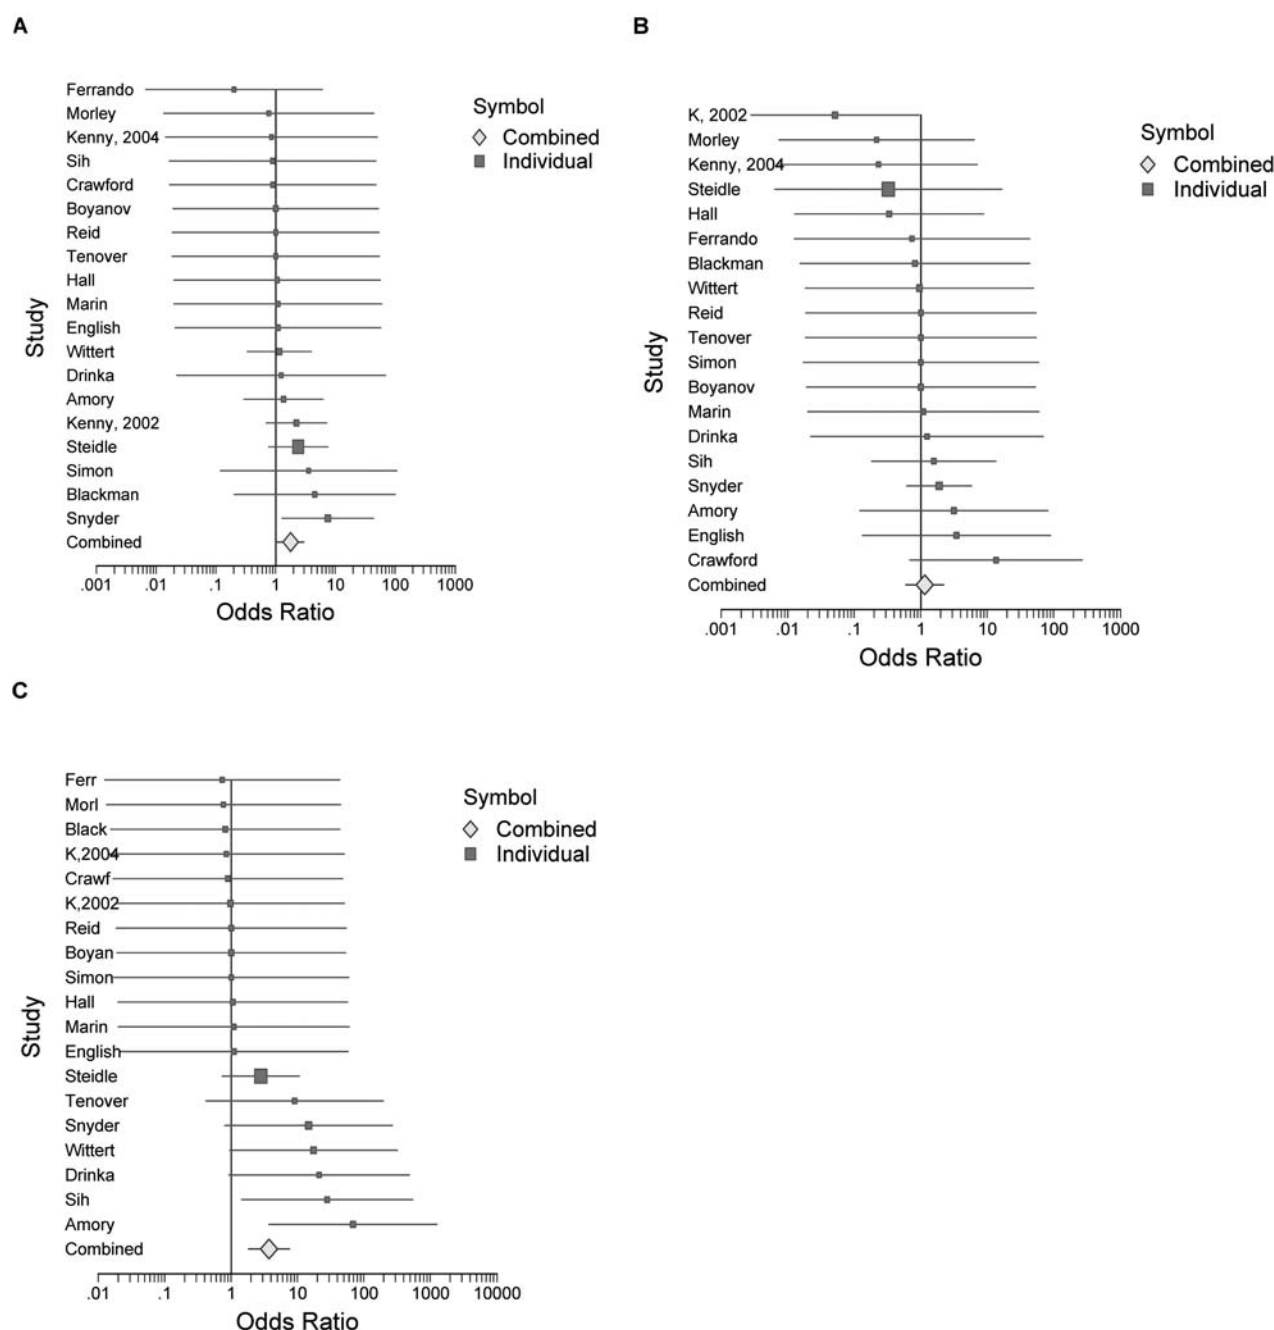 A
Ferrando
Morley
Kenny, 2004
Sih
Crawford
Boyanov
Reid
Tenover
Hall
Marin
English
Wittert
Drinka
Amory
Kenny, 2002
Steidle
Simon
Blackman
Snyder
Combined
Study
.001 .01 .1 1 10 100 1000
Odds Ratio
Symbol
Combined
Individual
B
K, 2002
Morley
Kenny, 2004
Steidle
Hall
Ferrando
Blackman
Wittert
Reid
Tenover
Simon
Boyanov
Marin
Drinka
Sih
Snyder
Amory
English
Crawford
Combined
Study
.001 .01 .1 1 10 100 1000
Odds Ratio
Symbol
Combined
Individual
C
Ferr
Morl
Black
K,2004
Crawf
K,2002
Reid
Boyan
Simon
Hall
Marin
English
Steidle
Tenover
Snyder
Wittert
Drinka
Sih
Amory
Combined
Study
.01 .1 1 10 100 1000 10000
Odds Ratio
Symbol
Combined
Individual